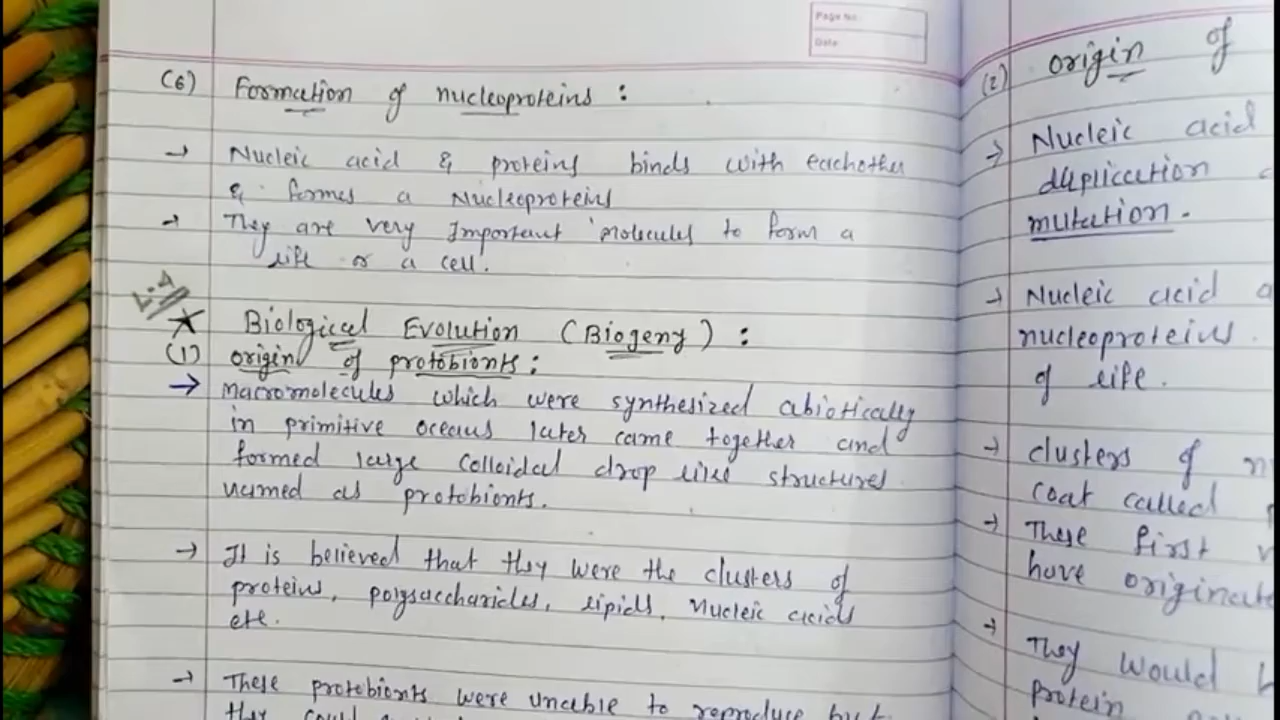 Page No.
Date
(6) Formation of nucleoproteins :
→ Nucleic acid & proteins binds with eachother
& formes a Nucleoproteins
→ They are very Important molecules to form a
life or a cell.
L-4
★ Biological Evolution (Biogeny) :
(1) origin of protobionts :
→ Macromolecules which were synthesized abiotically
in primitive oceans later came together and
formed large colloidal drop like structures
named as protobionts.
→ It is believed that they were the clusters of
proteins, polysaccharides, lipids, Nucleic acids
etc.
→ These protobionts were unable to reproduce but
they could
(2) origin of
→ Nucleic acid
duplication
mutation.
→ Nucleic acid
nucleoproteins
of life.
→ clusters of
coat called
→ These first
have originate
→ They would
protein